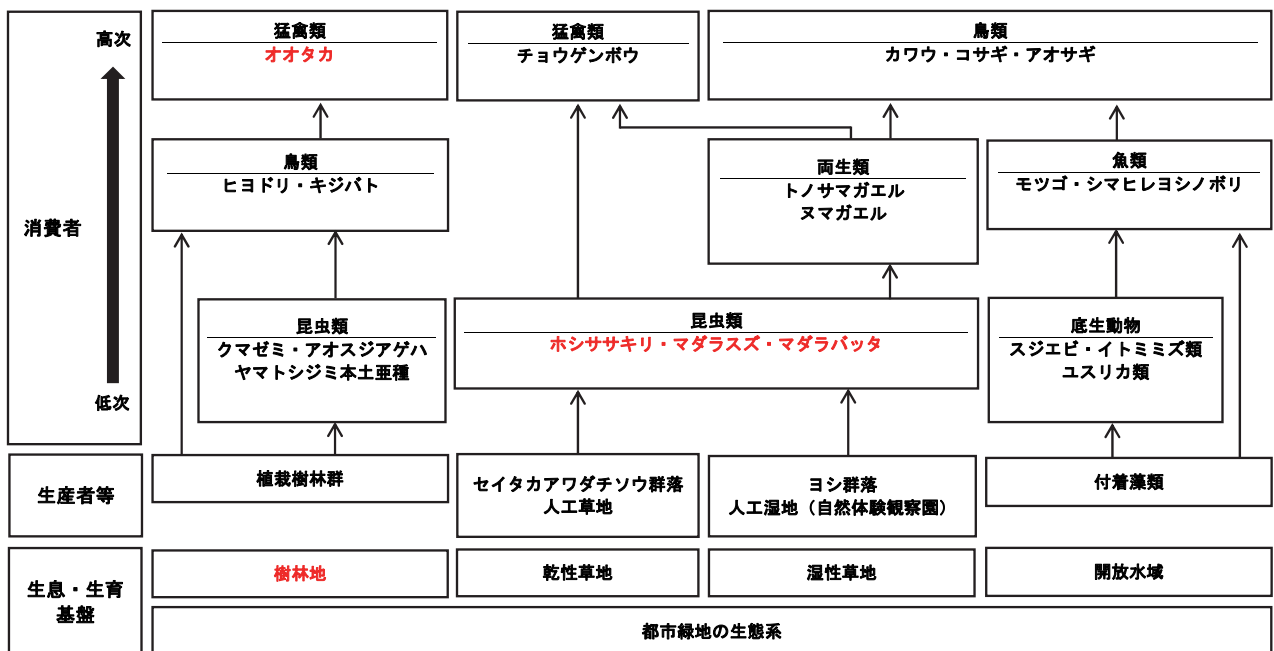 高次
消費者
低次
猛禽類
オオタカ
猛禽類
チョウゲンボウ
鳥類
カワウ・コサギ・アオサギ
鳥類
ヒヨドリ・キジバト
両生類
トノサマガエル
ヌマガエル
魚類
モツゴ・シマヒレヨシノボリ
昆虫類
クマゼミ・アオスジアゲハ
ヤマトシジミ本土亜種
昆虫類
ホシササキリ・マダラスズ・マダラバッタ
底生動物
スジエビ・イトミミズ類
ユスリカ類
生産者等
植栽樹林群
セイタカアワダチソウ群落
人工草地
ヨシ群落
人工湿地（自然体験観察園）
付着藻類
生息・生育
基盤
樹林地
乾性草地
湿性草地
開放水域
都市緑地の生態系